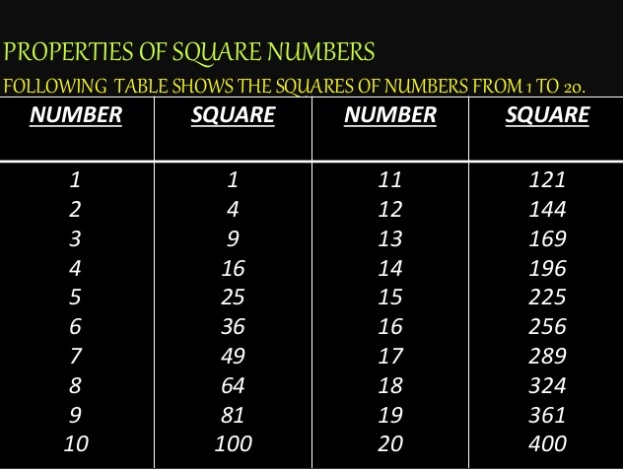 PROPERTIES OF SQUARE NUMBERS
FOLLOWING TABLE SHOWS THE SQUARES OF NUMBERS FROM 1 TO 20.
NUMBER SQUARE NUMBER SQUARE
1 1 11 121
2 4 12 144
3 9 13 169
4 16 14 196
5 25 15 225
6 36 16 256
7 49 17 289
8 64 18 324
9 81 19 361
10 100 20 400